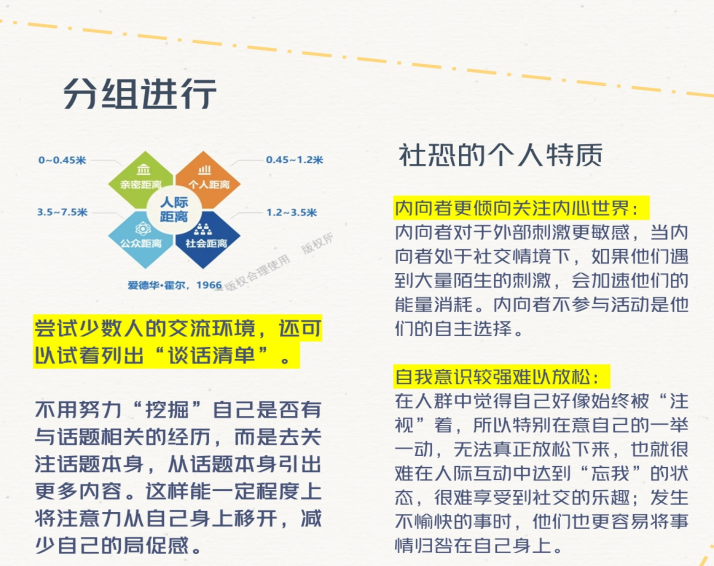 分组进行
0~0.45米
0.45~1.2米
亲密距离
个人距离
人际
距离
3.5~7.5米
1.2~3.5米
公众距离
社会距离
爱德华·霍尔，1966
版权合理使用 版权所
尝试少数人的交流环境，还可
以试着列出“谈话清单”。
不用努力“挖掘”自己是否有
与话题相关的经历，而是去关
注话题本身，从话题本身引出
更多内容。这样能一定程度上
将注意力从自己身上移开，减
少自己的局促感。
社恐的个人特质
内向者更倾向关注内心世界：
内向者对于外部刺激更敏感，当内
向者处于社交情境下，如果他们遇
到大量陌生的刺激，会加速他们的
能量消耗。内向者不参与活动是他
们的自主选择。
自我意识较强难以放松：
在人群中觉得自己好像始终被“注
视”着，所以特别在意自己的一举
一动，无法真正放松下来，也就很
难在人际互动中达到“忘我”的状
态，很难享受到社交的乐趣；发生
不愉快的事时，他们也更容易将事
情归咎在自己身上。